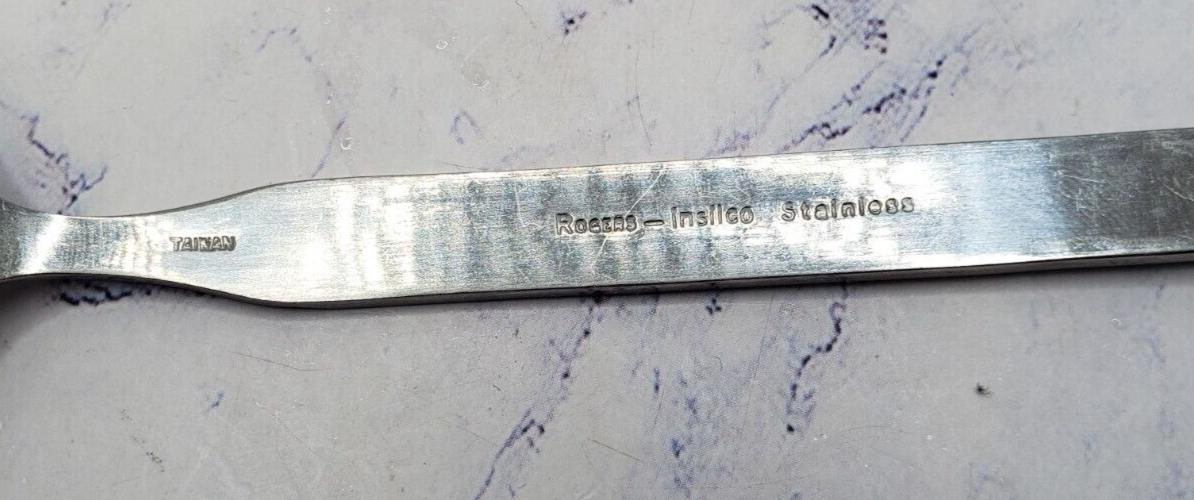 TAIWAN
ROGERS – Insilco Stainless